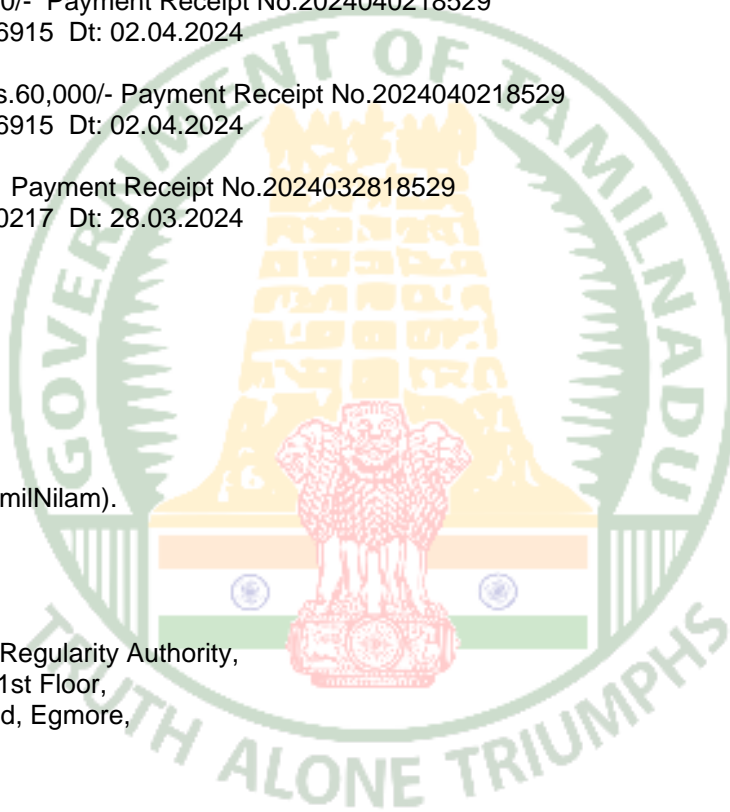 0/- Payment Receipt No.2024040218529
6915 Dt: 02.04.2024
s.60,000/- Payment Receipt No.2024040218529
6915 Dt: 02.04.2024
Payment Receipt No.2024032818529
0217 Dt: 28.03.2024
milNilam).
Regularity Authority,
1st Floor,
d, Egmore,
GOVERNMENT OF TAMILNADU
TRUTH ALONE TRIUMPHS